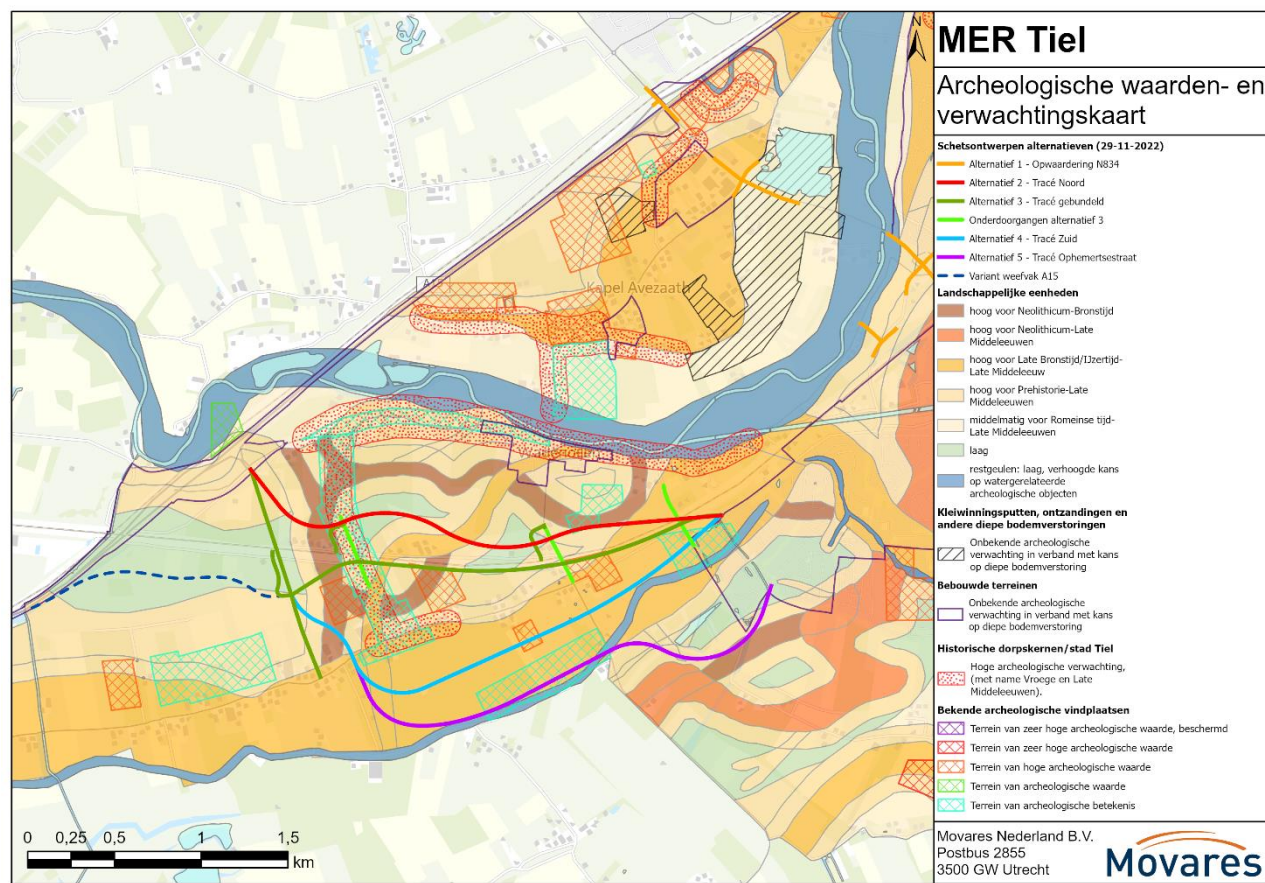 MER Tiel
Archeologische waarden- en
verwachtingskaart
Schetsontwerpen alternatieven (29-11-2022)
Alternatief 1 - Opwaardering N834
Alternatief 2 - Tracé Noord
Alternatief 3 - Tracé gebundeld
Onderdoorgangen alternatief 3
Alternatief 4 - Tracé Zuid
Alternatief 5 - Tracé Ophemertsestraat
Variant weefvak A15
Landschappelijke eenheden
hoog voor Neolithicum-Bronstijd
hoog voor Neolithicum-Late
Middeleeuwen
hoog voor Late Bronstijd/IJzertijd-
Late Middeleeuw
hoog voor Prehistorie-Late
Middeleeuwen
middelmatig voor Romeinse tijd-
Late Middeleeuwen
laag
restgeulen: laag, verhoogde kans
op watergerelateerde
archeologische objecten
Kleiwinningsputten, ontzandingen en
andere diepe bodemverstoringen
Onbekende archeologische
verwachting in verband met kans
op diepe bodemverstoring
Bebouwde terreinen
Onbekende archeologische
verwachting in verband met kans
op diepe bodemverstoring
Historische dorpskernen/stad Tiel
Hoge archeologische verwachting,
(met name Vroege en Late
Middeleeuwen).
Bekende archeologische vindplaatsen
Terrein van zeer hoge archeologische waarde, beschermd
Terrein van zeer hoge archeologische waarde
Terrein van hoge archeologische waarde
Terrein van archeologische waarde
Terrein van archeologische betekenis
Movares Nederland B.V.
Postbus 2855
3500 GW Utrecht
Movares
N
A15
Kapel Avezaath
0 0,25 0,5 1 1,5
km